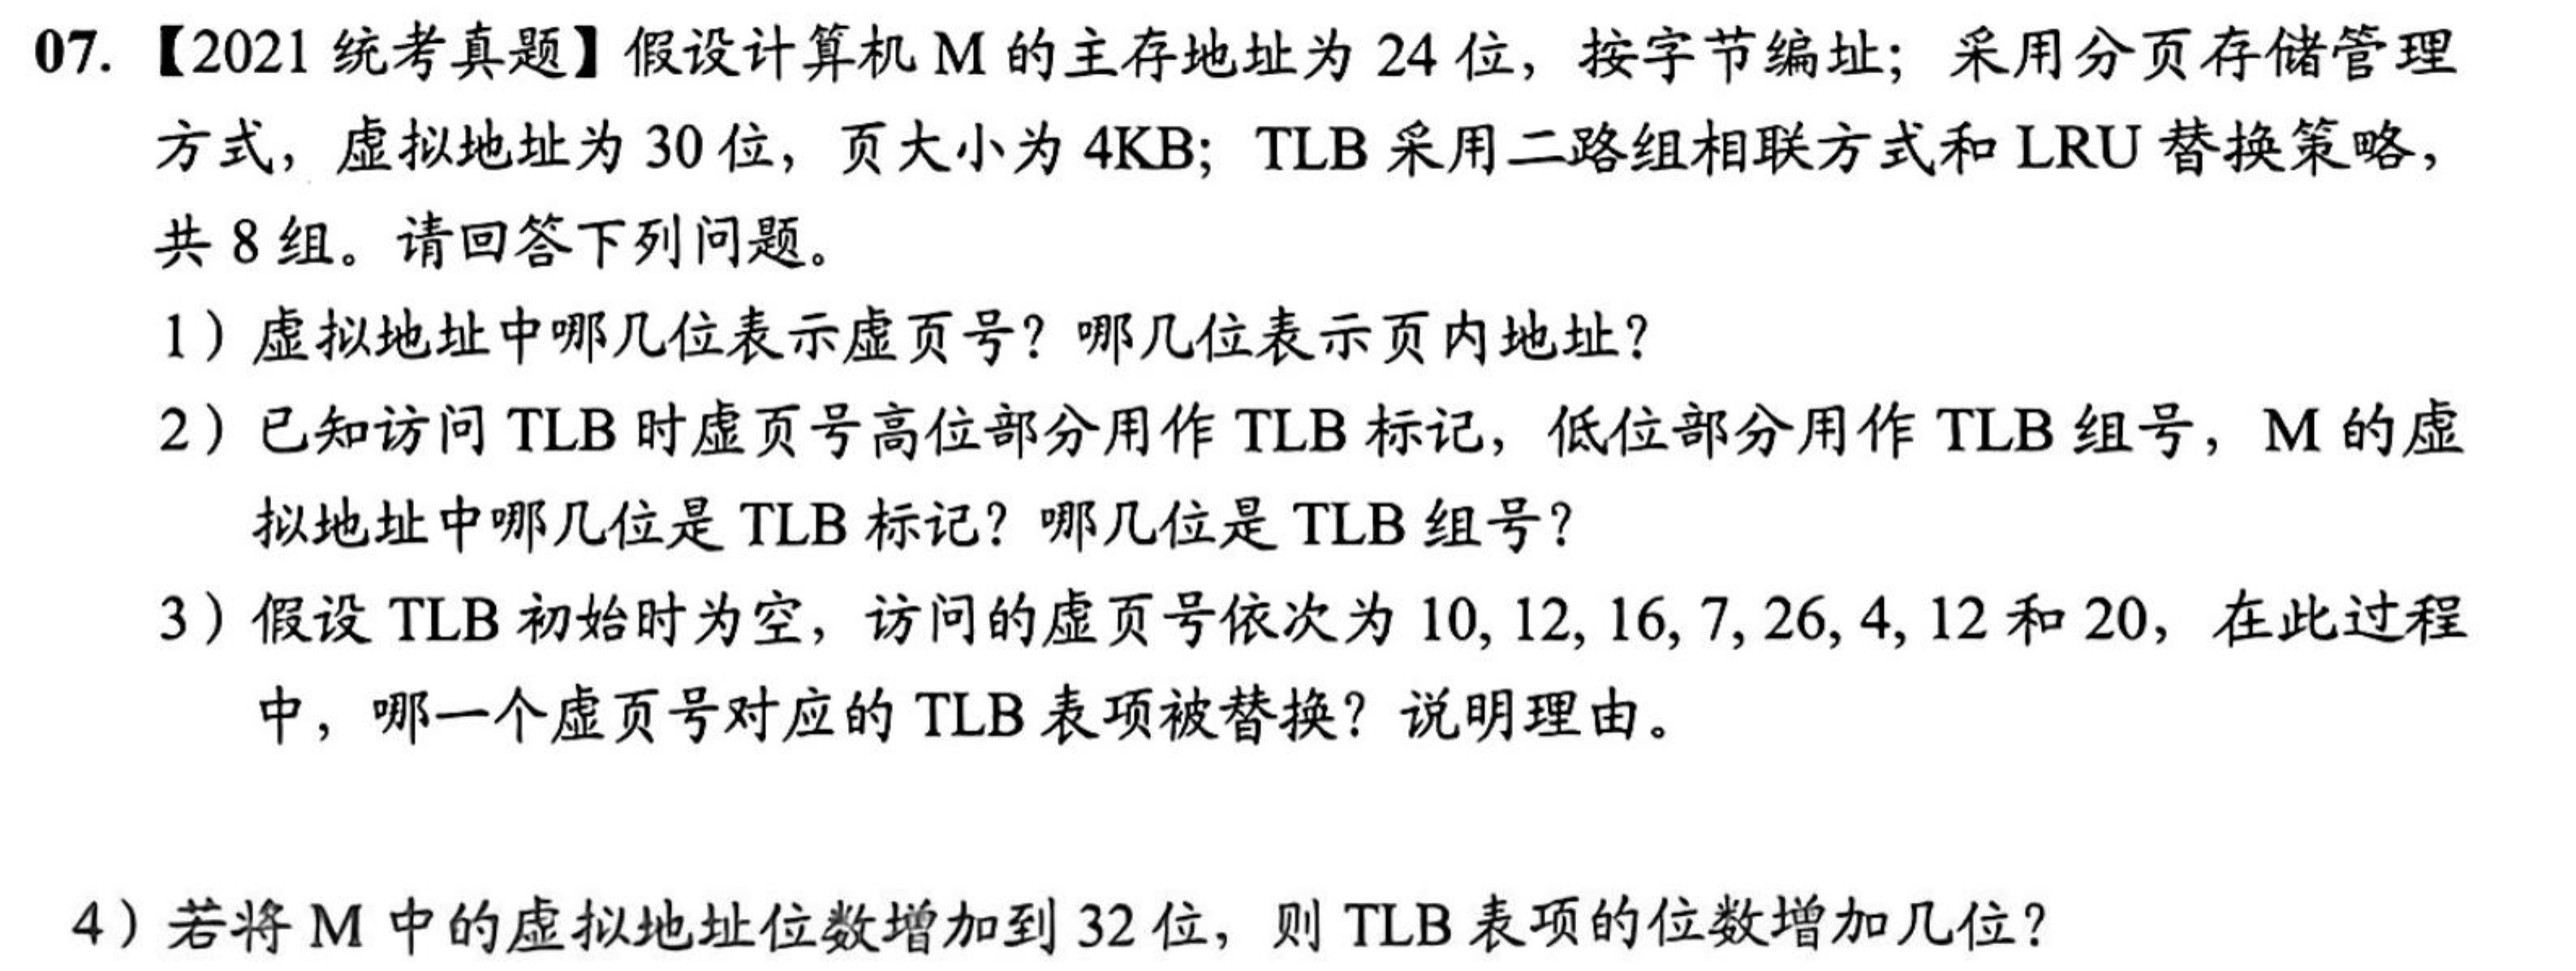 07. 【2021 统考真题】假设计算机 M 的主存地址为 24 位，按字节编址；采用分页存储管理
方式，虚拟地址为 30 位，页大小为 4KB；TLB 采用二路组相联方式和 LRU 替换策略，
共 8 组。请回答下列问题。
1）虚拟地址中哪几位表示虚页号？哪几位表示页内地址？
2）已知访问 TLB 时虚页号高位部分用作 TLB 标记，低位部分用作 TLB 组号，M 的虚
拟地址中哪几位是 TLB 标记？哪几位是 TLB 组号？
3）假设 TLB 初始时为空，访问的虚页号依次为 10, 12, 16, 7, 26, 4, 12 和 20，在此过程
中，哪一个虚页号对应的 TLB 表项被替换？说明理由。
4）若将 M 中的虚拟地址位数增加到 32 位，则 TLB 表项的位数增加几位？